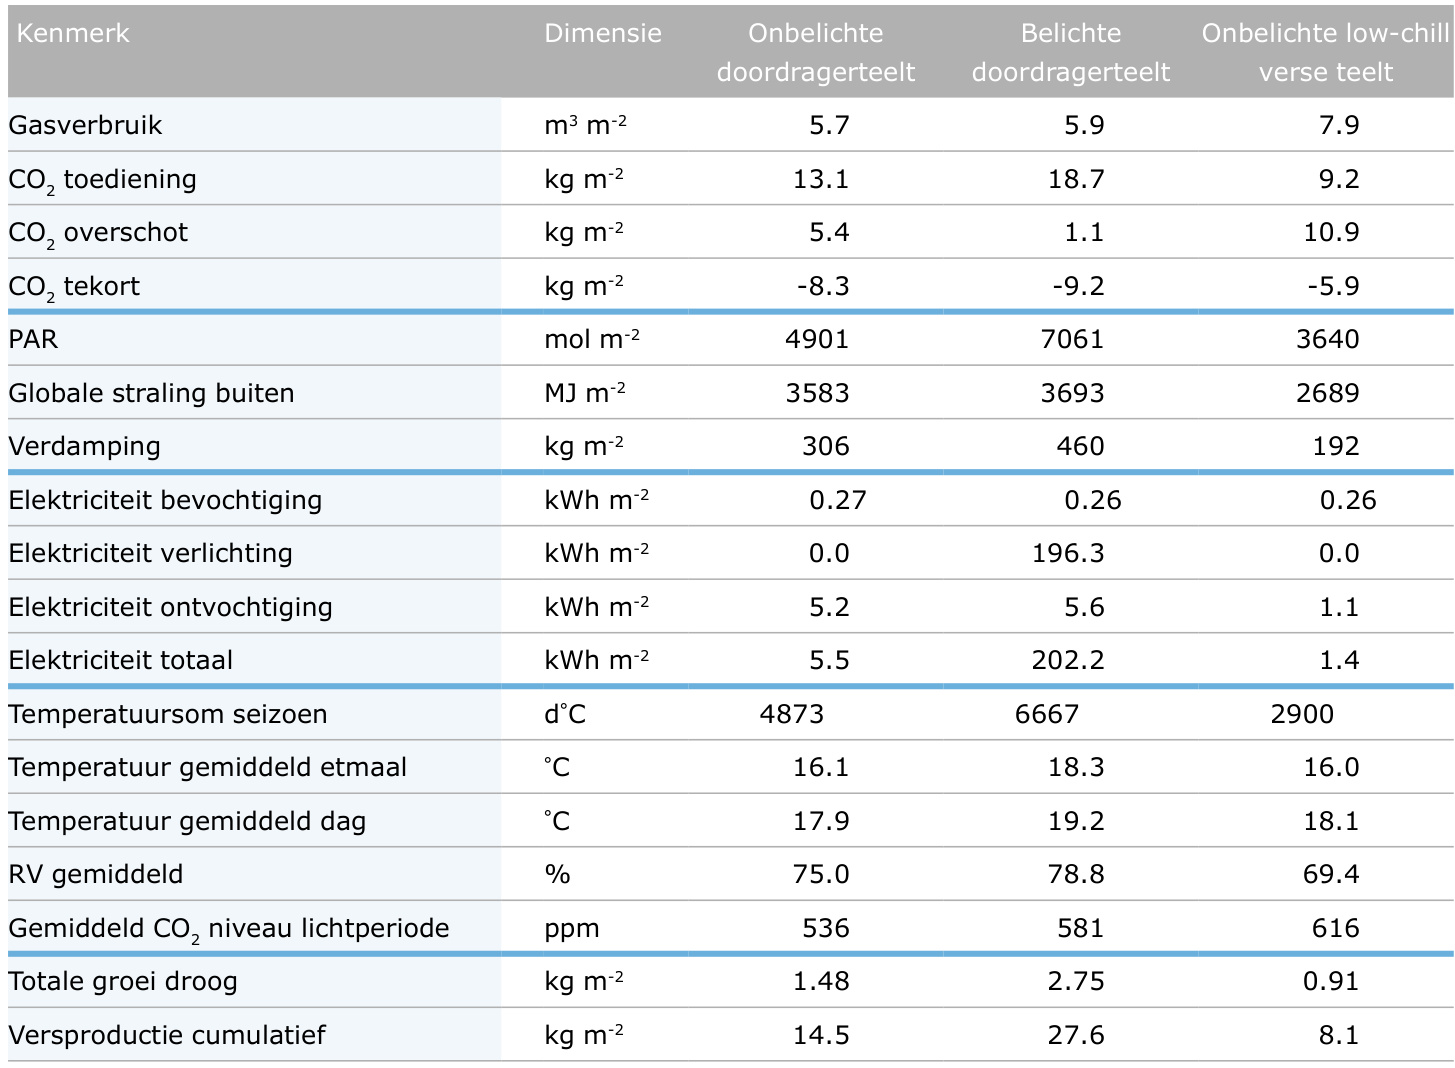 Kenmerk Dimensie Onbelichte Belichte Onbelichte low-chill
doordragerteelt doordragerteelt verse teelt
Gasverbruik m³ m⁻² 5.7 5.9 7.9
CO₂ toediening kg m⁻² 13.1 18.7 9.2
CO₂ overschot kg m⁻² 5.4 1.1 10.9
CO₂ tekort kg m⁻² -8.3 -9.2 -5.9
PAR mol m⁻² 4901 7061 3640
Globale straling buiten MJ m⁻² 3583 3693 2689
Verdamping kg m⁻² 306 460 192
Elektriciteit bevochtiging kWh m⁻² 0.27 0.26 0.26
Elektriciteit verlichting kWh m⁻² 0.0 196.3 0.0
Elektriciteit ontvochtiging kWh m⁻² 5.2 5.6 1.1
Elektriciteit totaal kWh m⁻² 5.5 202.2 1.4
Temperatuursom seizoen d°C 4873 6667 2900
Temperatuur gemiddeld etmaal °C 16.1 18.3 16.0
Temperatuur gemiddeld dag °C 17.9 19.2 18.1
RV gemiddeld % 75.0 78.8 69.4
Gemiddeld CO₂ niveau lichtperiode ppm 536 581 616
Totale groei droog kg m⁻² 1.48 2.75 0.91
Versproductie cumulatief kg m⁻² 14.5 27.6 8.1